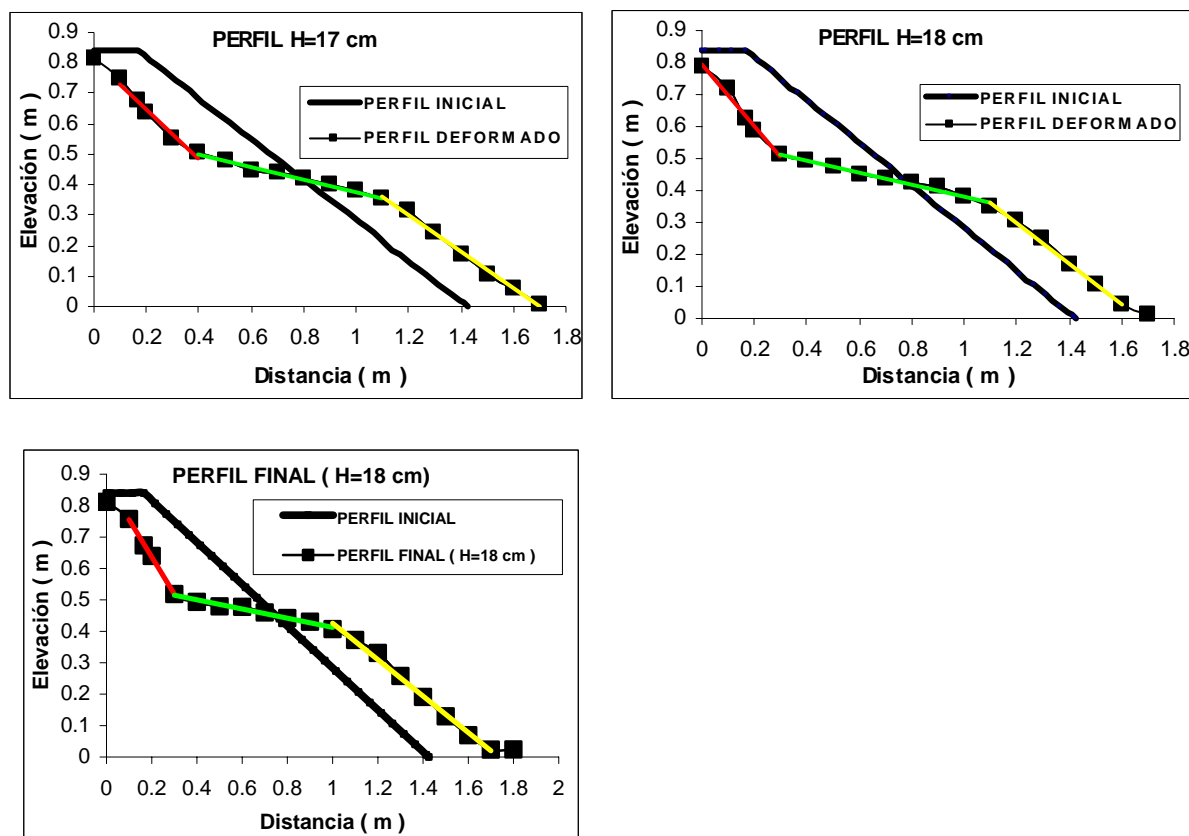 PERFIL H=17 cm
0.9
0.8
0.7
0.6
0.5
0.4
0.3
0.2
0.1
0
Elevación ( m )
PERFIL INICIAL
PERFIL DEFORMADO
0 0.2 0.4 0.6 0.8 1 1.2 1.4 1.6 1.8
Distancia ( m )
PERFIL H=18 cm
0.9
0.8
0.7
0.6
0.5
0.4
0.3
0.2
0.1
0
Elevación ( m )
PERFIL INICIAL
PERFIL DEFORMADO
0 0.2 0.4 0.6 0.8 1 1.2 1.4 1.6 1.8
Distancia ( m )
PERFIL FINAL ( H=18 cm)
0.9
0.8
0.7
0.6
0.5
0.4
0.3
0.2
0.1
0
Elevación ( m )
PERFIL INICIAL
PERFIL FINAL ( H=18 cm )
0 0.2 0.4 0.6 0.8 1 1.2 1.4 1.6 1.8 2
Distancia ( m )